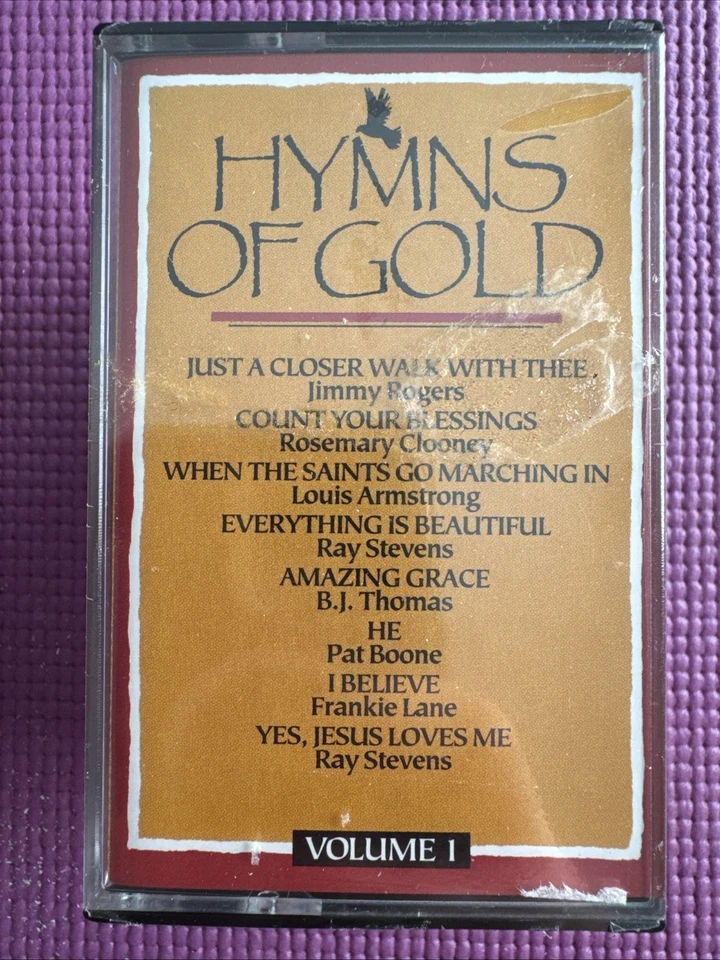 HYMNS
OF GOLD
JUST A CLOSER WALK WITH THEE
Jimmy Rogers
COUNT YOUR BLESSINGS
Rosemary Clooney
WHEN THE SAINTS GO MARCHING IN
Louis Armstrong
EVERYTHING IS BEAUTIFUL
Ray Stevens
AMAZING GRACE
B.J. Thomas
HE
Pat Boone
I BELIEVE
Frankie Lane
YES, JESUS LOVES ME
Ray Stevens
VOLUME 1